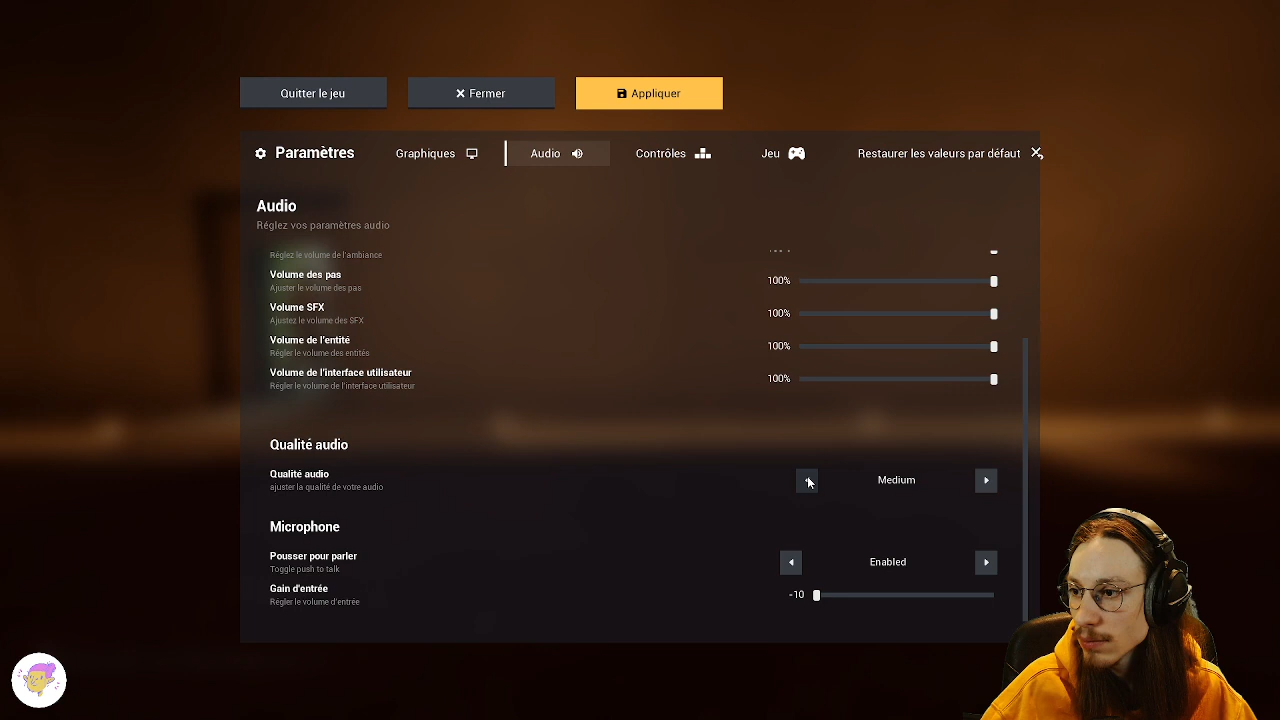 Quitter le jeu
Fermer
Appliquer
Paramètres
Graphiques
Audio
Contrôles
Jeu
Restaurer les valeurs par défaut
Audio
Réglez vos paramètres audio
Réglez le volume de l'ambiance
Volume des pas
Ajuster le volume des pas
100%
Volume SFX
Ajustez le volume des SFX
100%
Volume de l'entité
Régler le volume des entités
100%
Volume de l'interface utilisateur
Régler le volume de l'interface utilisateur
100%
Qualité audio
Qualité audio
ajuster la qualité de votre audio
Medium
Microphone
Pousser pour parler
Toggle push to talk
Enabled
Gain d'entrée
Régler le volume d'entrée
-10